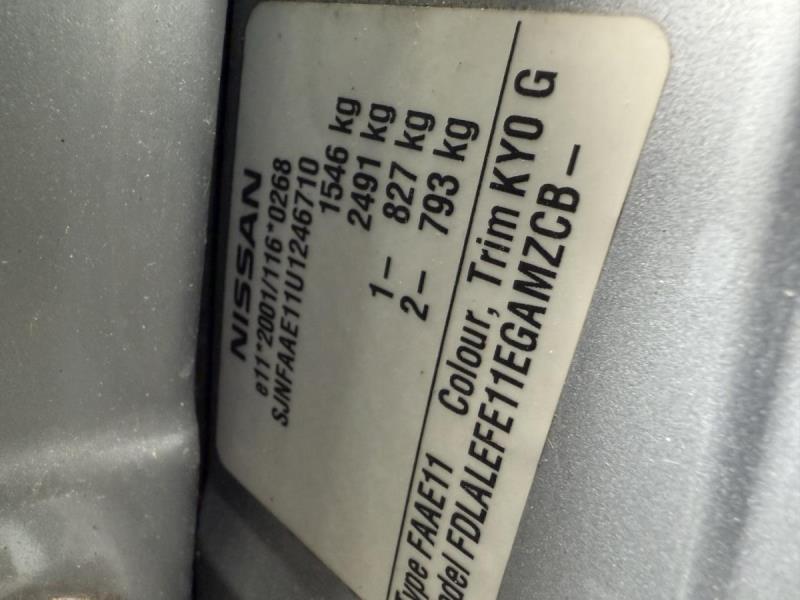 NISSAN
e11*2001/116*0268
SJNFAAE11U1246710
1546 kg
2491 kg
1– 827 kg
2– 793 kg
Type FAAE11 Colour, Trim KY0 G
FDLALEFE11EGAMZCB –